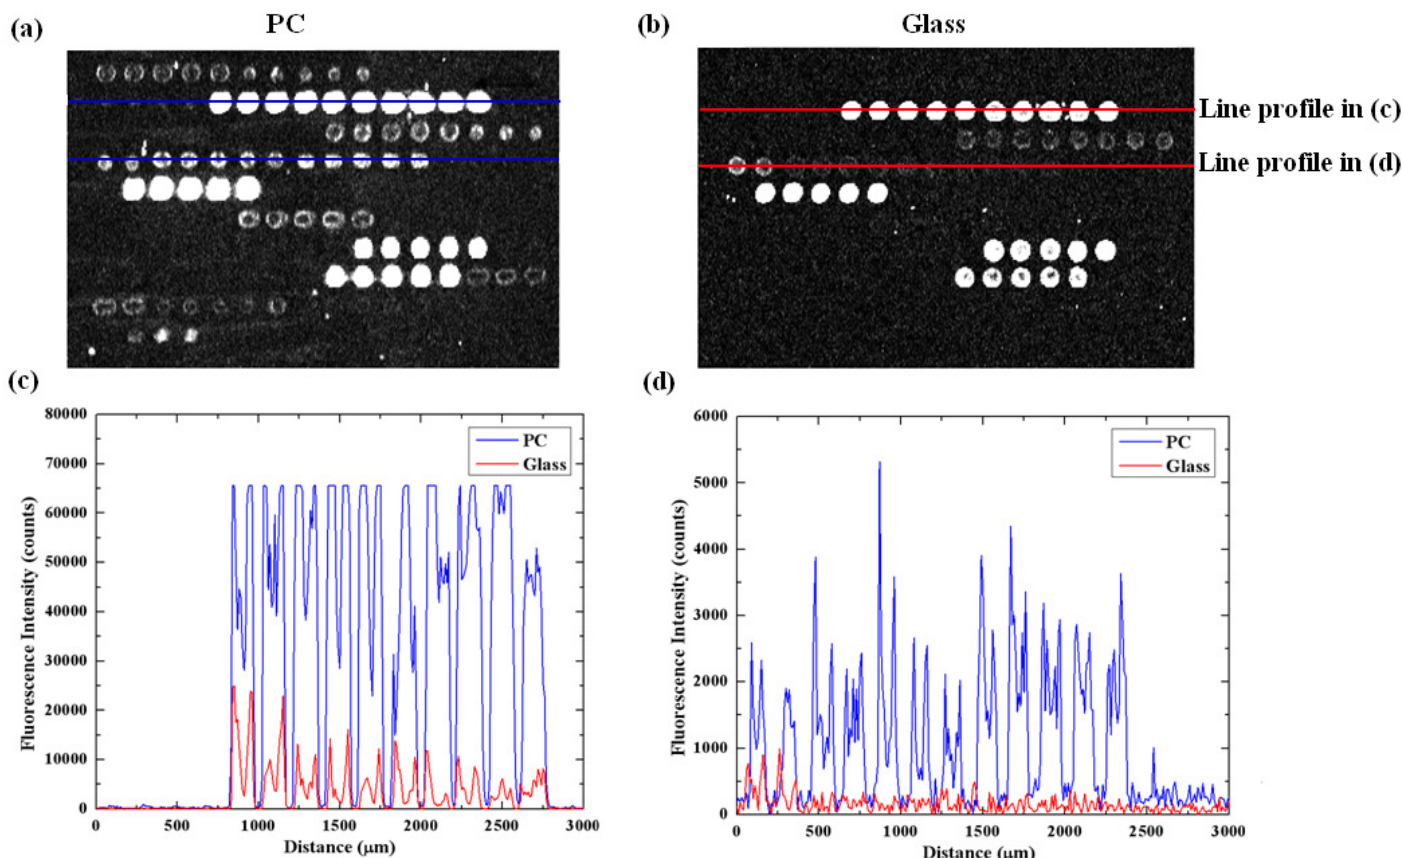 (a) PC
(b) Glass
Line profile in (c)
Line profile in (d)
(c)
80000
70000
60000
50000
40000
30000
20000
10000
0
Fluorescence Intensity (counts)
PC
Glass
0 500 1000 1500 2000 2500 3000
Distance (μm)
(d)
6000
5000
4000
3000
2000
1000
0
Fluorescence Intensity (counts)
PC
Glass
0 500 1000 1500 2000 2500 3000
Distance (μm)